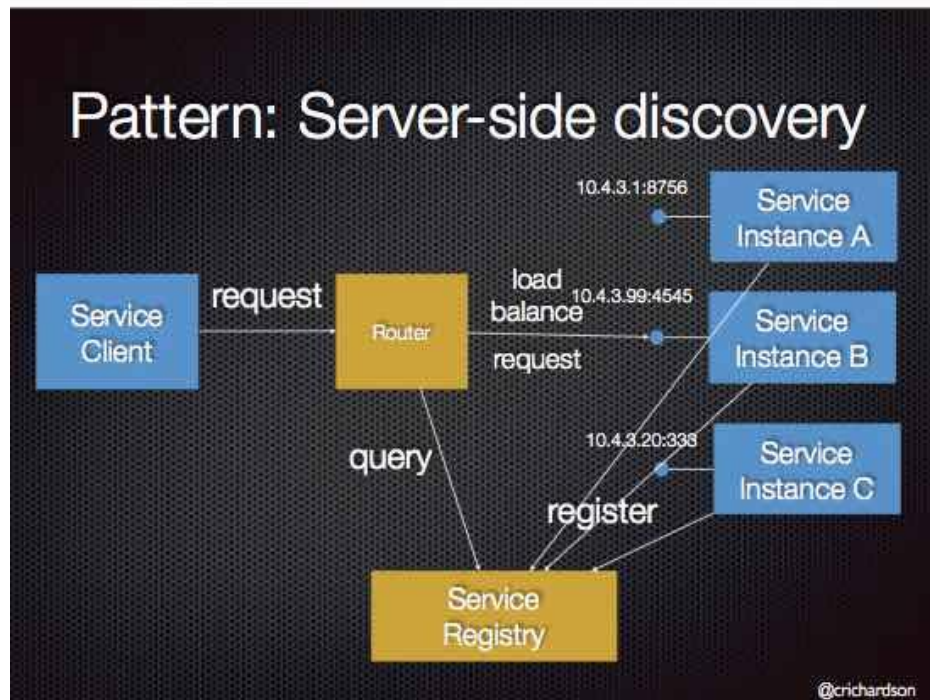 Pattern: Server-side discovery
10.4.3.1:8756
Service
Instance A
Service
Client
request
Router
load
balance
request
10.4.3.99:4545
Service
Instance B
query
10.4.3.20:333
Service
Instance C
register
Service
Registry
@crichardson